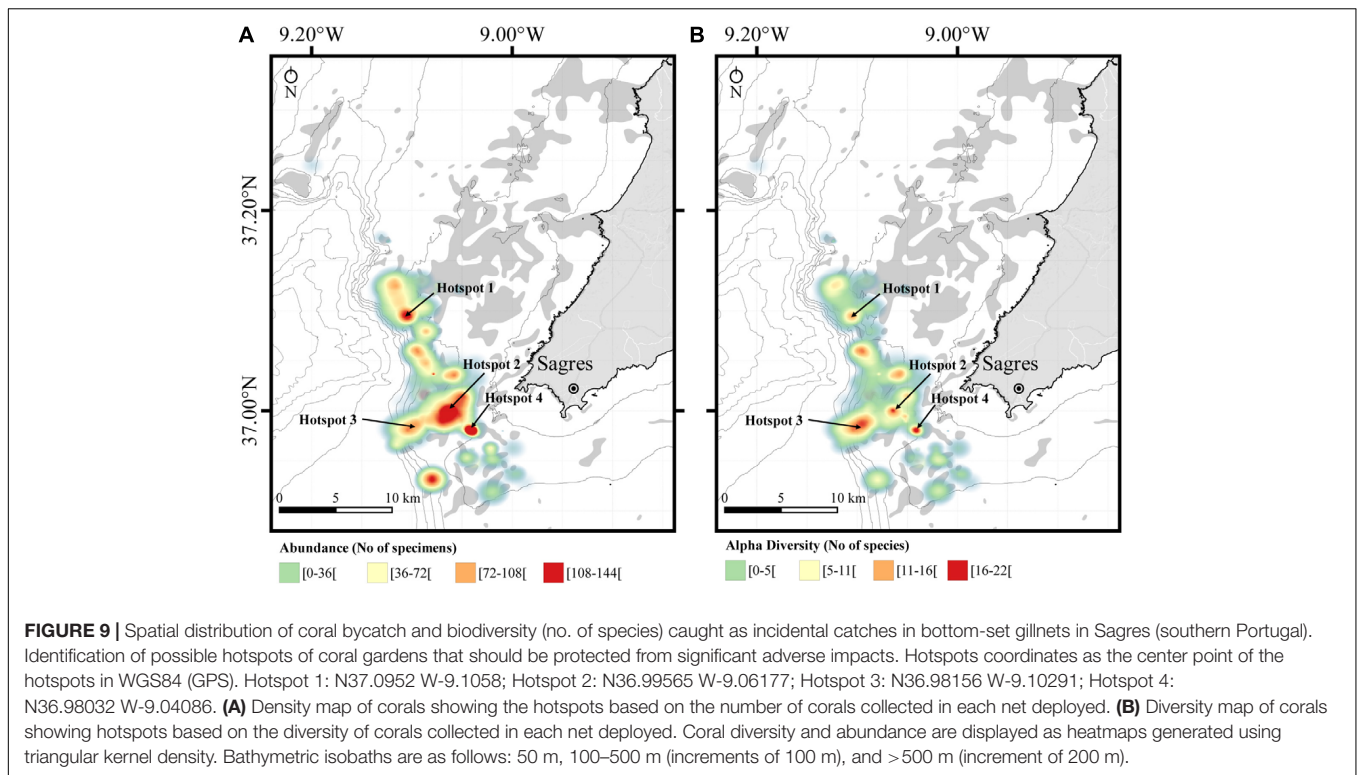 A
9.20°W
9.00°W
B
9.20°W
9.00°W
N
N
37.20°N
37.00°N
Hotspot 1
Hotspot 2
Sagres
Hotspot 4
Hotspot 3
Hotspot 1
Hotspot 2
Sagres
Hotspot 4
Hotspot 3
0 5 10 km
0 5 10 km
Abundance (No of specimens)
[0-36[ [36-72[ [72-108[ [108-144[
Alpha Diversity (No of species)
[0-5[ [5-11[ [11-16[ [16-22[
FIGURE 9 | Spatial distribution of coral bycatch and biodiversity (no. of species) caught as incidental catches in bottom-set gillnets in Sagres (southern Portugal).
Identification of possible hotspots of coral gardens that should be protected from significant adverse impacts. Hotspots coordinates as the center point of the
hotspots in WGS84 (GPS). Hotspot 1: N37.0952 W-9.1058; Hotspot 2: N36.99565 W-9.06177; Hotspot 3: N36.98156 W-9.10291; Hotspot 4:
N36.98032 W-9.04086. (A) Density map of corals showing the hotspots based on the number of corals collected in each net deployed. (B) Diversity map of corals
showing hotspots based on the diversity of corals collected in each net deployed. Coral diversity and abundance are displayed as heatmaps generated using
triangular kernel density. Bathymetric isobaths are as follows: 50 m, 100–500 m (increments of 100 m), and >500 m (increment of 200 m).